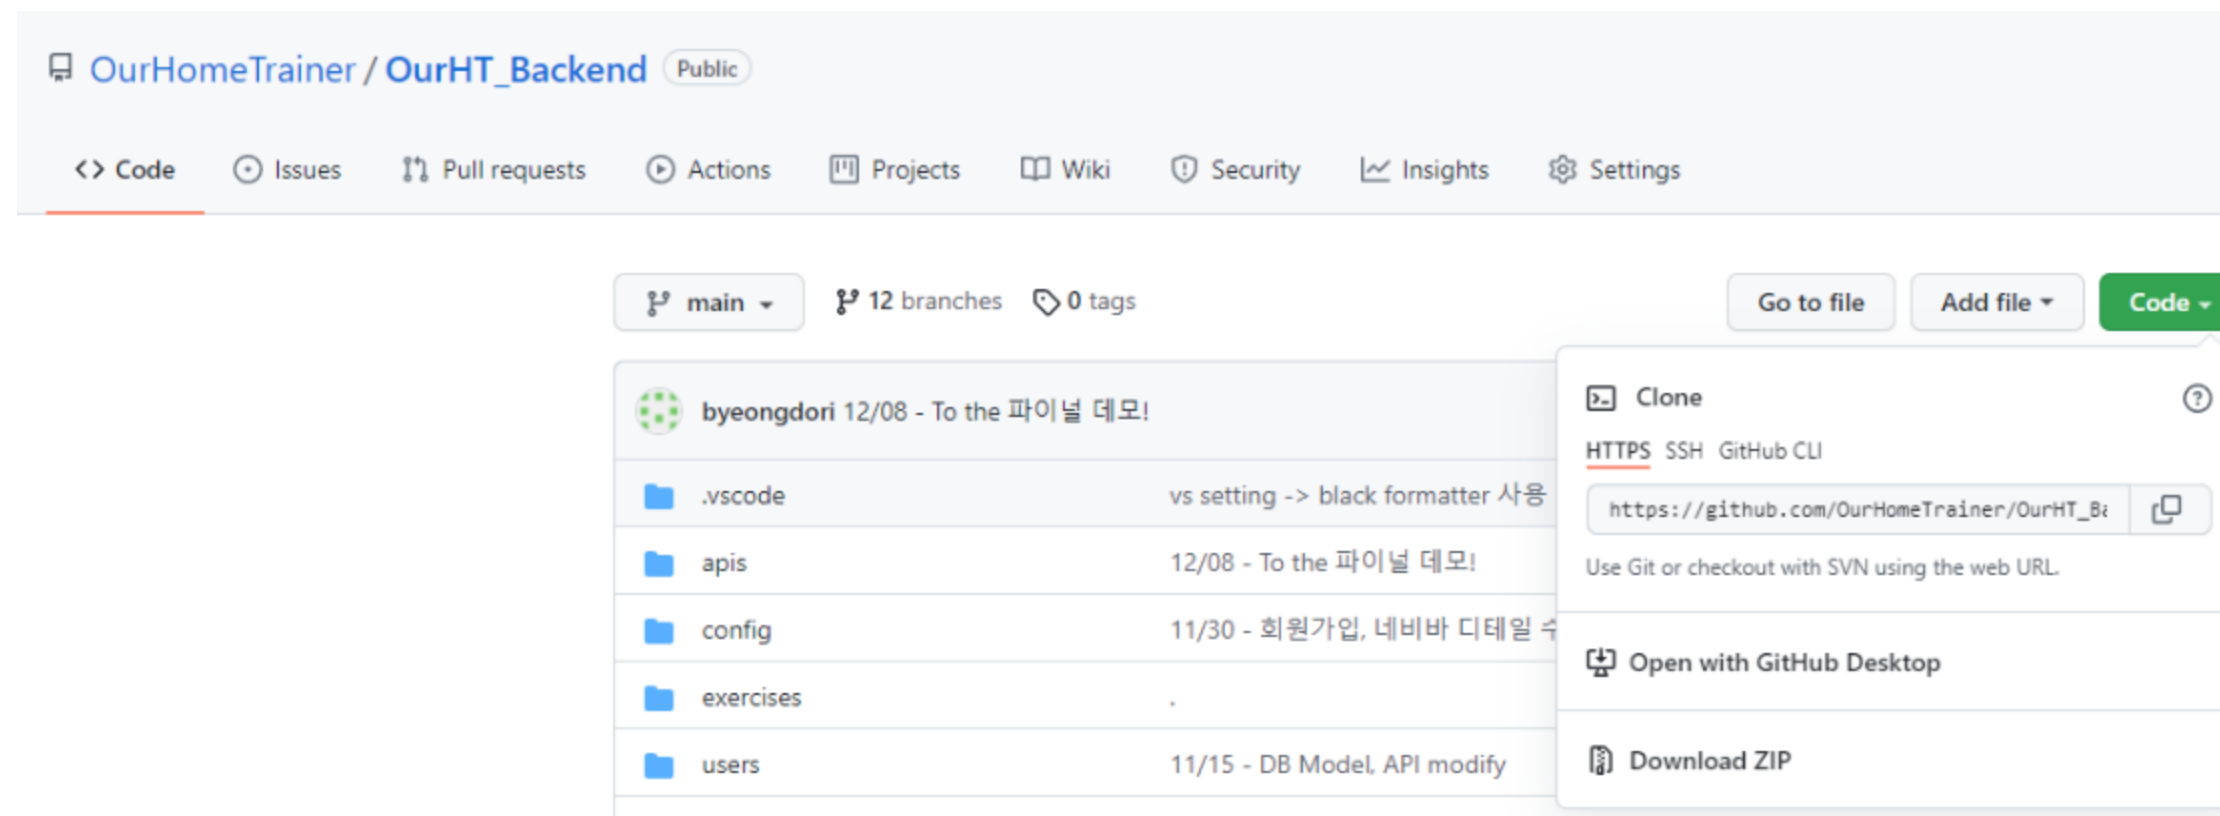 OurHomeTrainer / OurHT_Backend Public
Code Issues Pull requests Actions Projects Wiki Security Insights Settings
main 12 branches 0 tags Go to file Add file Code
byeongdori 12/08 - To the 파이널 데모!
.vscode vs setting -> black formatter 사용
apis 12/08 - To the 파이널 데모!
config 11/30 - 회원가입, 네비바 디테일 수
exercises .
users 11/15 - DB Model, API modify
Clone
HTTPS SSH GitHub CLI
https://github.com/OurHomeTrainer/OurHT_Ba
Use Git or checkout with SVN using the web URL.
Open with GitHub Desktop
Download ZIP